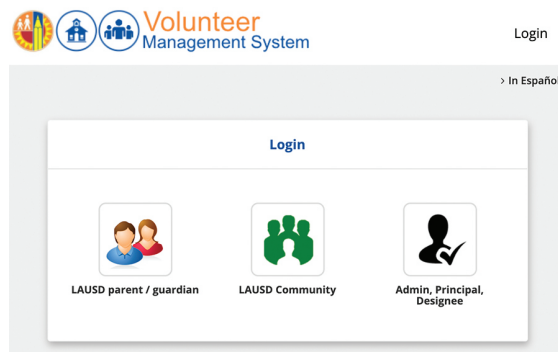 Volunteer
Management System
Login
> In Español
Login
LAUSD parent / guardian
LAUSD Community
Admin, Principal,
Designee